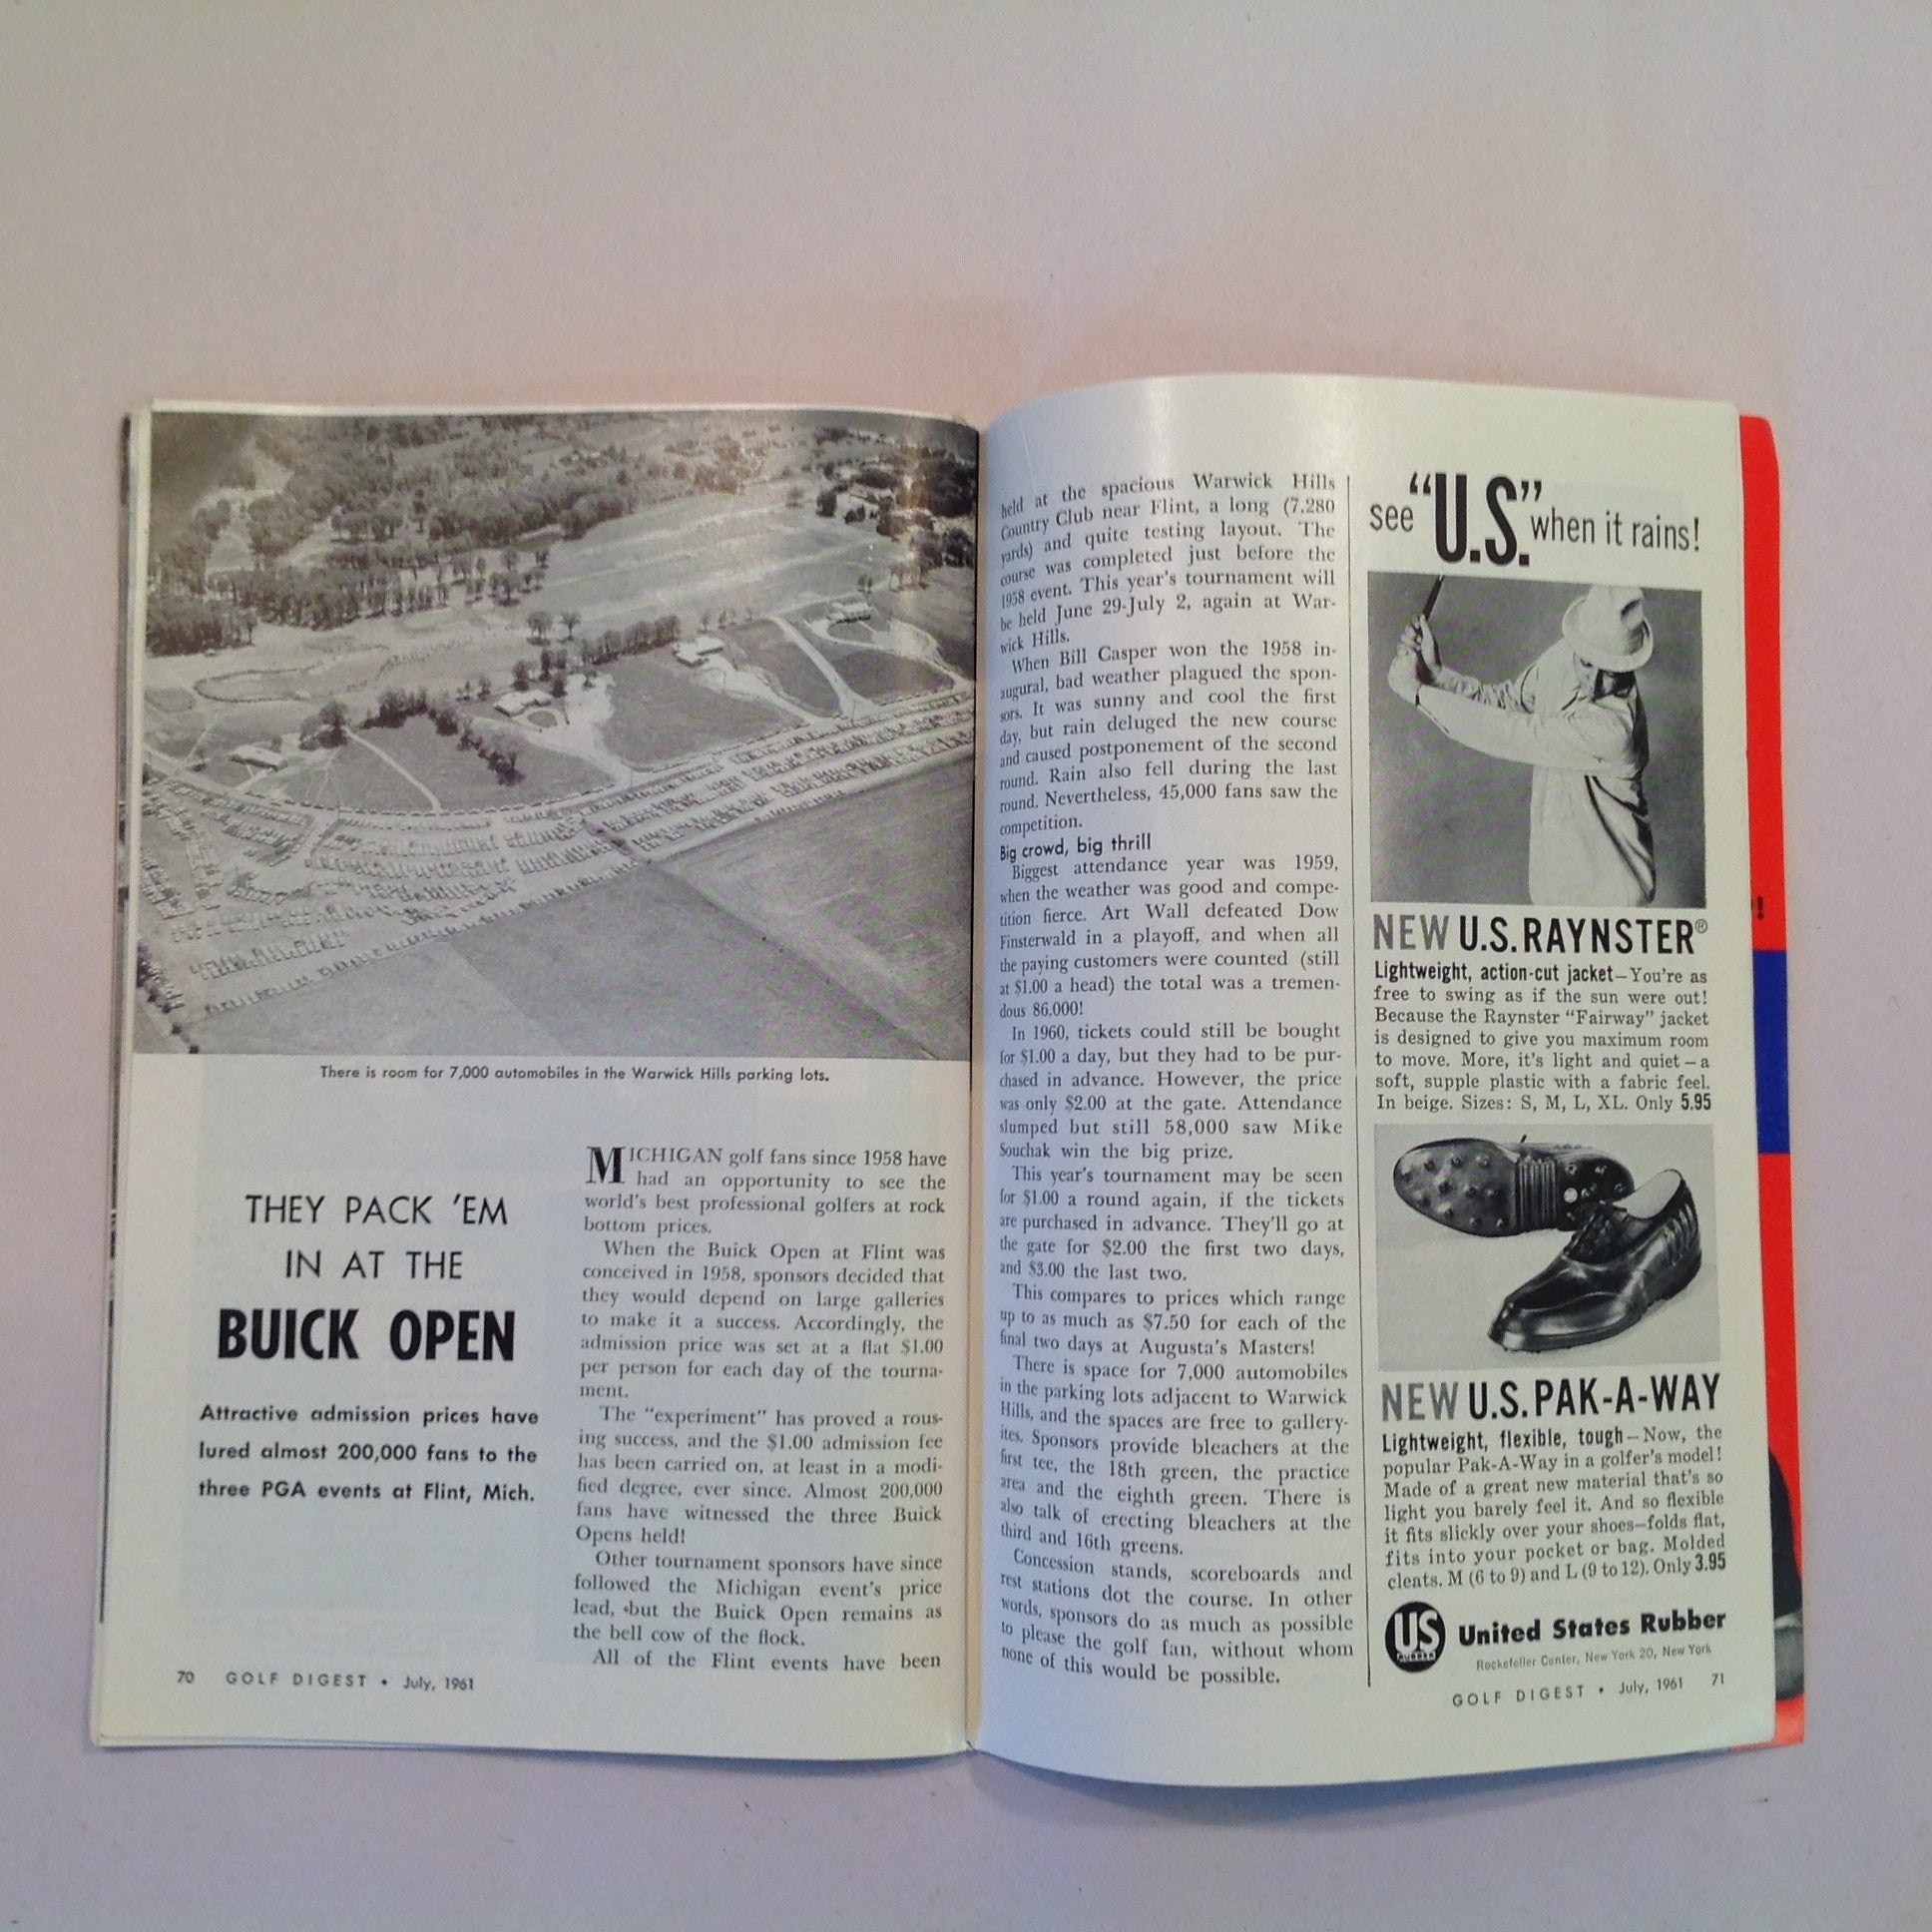 There is room for 7,000 automobiles in the Warwick Hills parking lots.
THEY PACK 'EM
IN AT THE
BUICK OPEN
Attractive admission prices have
lured almost 200,000 fans to the
three PGA events at Flint, Mich.
MICHIGAN golf fans since 1958 have
had an opportunity to see the
world's best professional golfers at rock
bottom prices.
When the Buick Open at Flint was
conceived in 1958, sponsors decided that
they would depend on large galleries
to make it a success. Accordingly, the
admission price was set at a flat $1.00
per person for each day of the tourna-
ment.
The "experiment" has proved a rous-
ing success, and the $1.00 admission fee
has been carried on, at least in a modi-
fied degree, ever since. Almost 200,000
fans have witnessed the three Buick
Opens held!
Other tournament sponsors have since
followed the Michigan event's price
lead, but the Buick Open remains as
the bell cow of the flock.
All of the Flint events have been
70 GOLF DIGEST • July, 1961
held at the spacious Warwick Hills
Country Club near Flint, a long (7,280
yards) and quite testing layout. The
course was completed just before the
1958 event. This year's tournament will
be held June 29-July 2, again at War-
wick Hills.
When Bill Casper won the 1958 in-
augural, bad weather plagued the spon-
sors. It was sunny and cool the first
day, but rain deluged the new course
and caused postponement of the second
round. Rain also fell during the last
round. Nevertheless, 45,000 fans saw the
competition.
Big crowd, big thrill
Biggest attendance year was 1959,
when the weather was good and compe-
tition fierce. Art Wall defeated Dow
Finsterwald in a playoff, and when all
the paying customers were counted (still
at $1.00 a head) the total was a tremen-
dous 86,000!
In 1960, tickets could still be bought
for $1.00 a day, but they had to be pur-
chased in advance. However, the price
was only $2.00 at the gate. Attendance
slumped but still 58,000 saw Mike
Souchak win the big prize.
This year's tournament may be seen
for $1.00 a round again, if the tickets
are purchased in advance. They'll go at
the gate for $2.00 the first two days,
and $3.00 the last two.
This compares to prices which range
up to as much as $7.50 for each of the
final two days at Augusta's Masters!
There is space for 7,000 automobiles
in the parking lots adjacent to Warwick
Hills, and the spaces are free to gallery-
ites. Sponsors provide bleachers at the
first tee, the 18th green, the practice
area and the eighth green. There is
also talk of erecting bleachers at the
third and 16th greens.
Concession stands, scoreboards and
rest stations dot the course. In other
words, sponsors do as much as possible
to please the golf fan, without whom
none of this would be possible.
see "U.S." when it rains!
NEW U.S. RAYNSTER®
Lightweight, action-cut jacket—You're as
free to swing as if the sun were out!
Because the Raynster "Fairway" jacket
is designed to give you maximum room
to move. More, it's light and quiet—a
soft, supple plastic with a fabric feel.
In beige. Sizes: S, M, L, XL. Only 5.95
NEW U.S. PAK-A-WAY
Lightweight, flexible, tough—Now, the
popular Pak-A-Way in a golfer's model!
Made of a great new material that's so
light you barely feel it. And so flexible
it fits slickly over your shoes—folds flat,
fits into your pocket or bag. Molded
cleats. M (6 to 9) and L (9 to 12). Only 3.95
US RUBBER
United States Rubber
Rockefeller Center, New York 20, New York
GOLF DIGEST • July, 1961 71
!